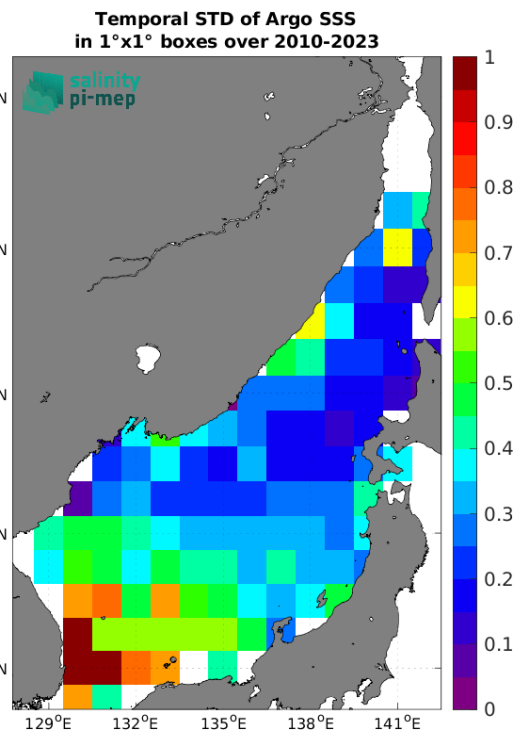 Temporal STD of Argo SSS
in 1°x1° boxes over 2010-2023
salinity
pi-mep
1
0.9
0.8
0.7
0.6
0.5
0.4
0.3
0.2
0.1
0
N
N
N
N
N
129°E 132°E 135°E 138°E 141°E